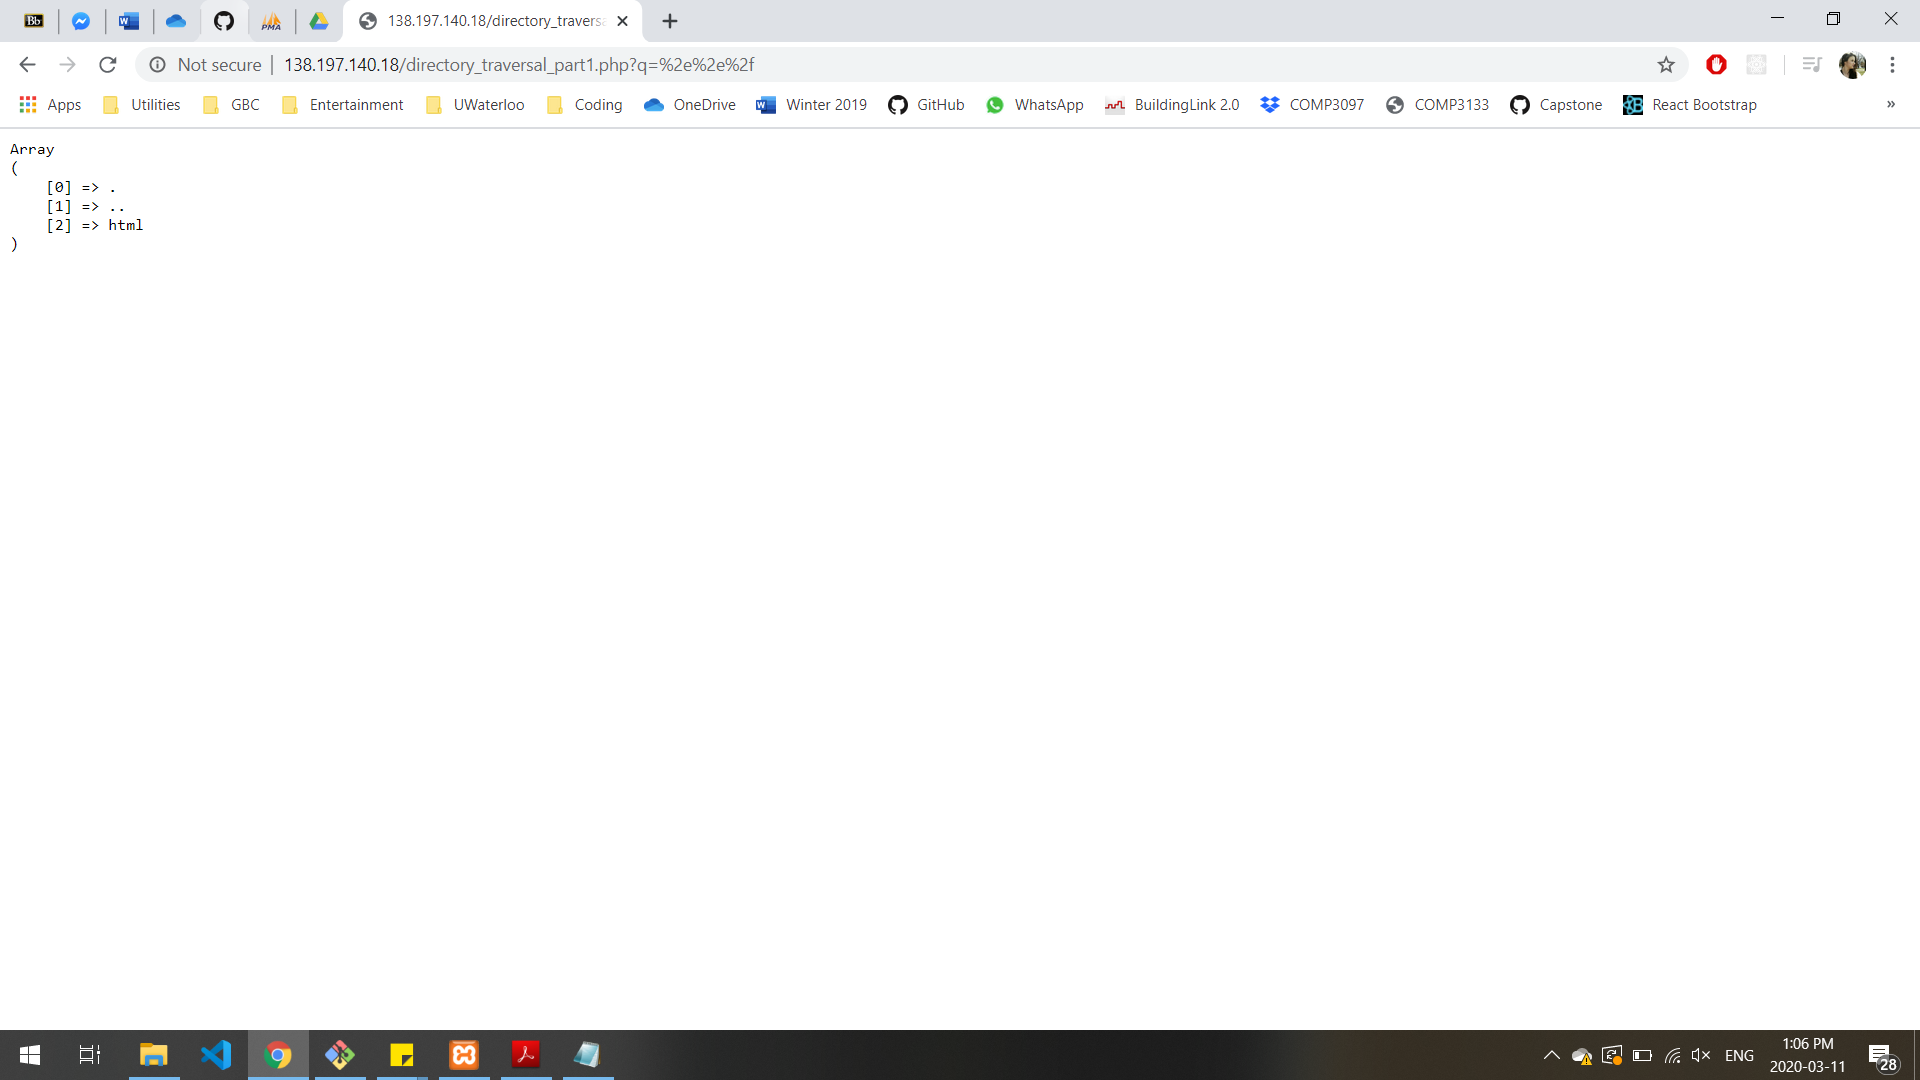 Bb
W
PMA
138.197.140.18/directory_travers
Not secure
138.197.140.18/directory_traversal_part1.php?q=%2e%2e%2f
Apps
Utilities
GBC
Entertainment
UWaterloo
Coding
OneDrive
W
Winter 2019
GitHub
WhatsApp
BuildingLink 2.0
COMP3097
COMP3133
Capstone
B
React Bootstrap
»
Array
(
[0] => .
[1] => ..
[2] => html
)
ENG
1:06 PM
2020-03-11
28